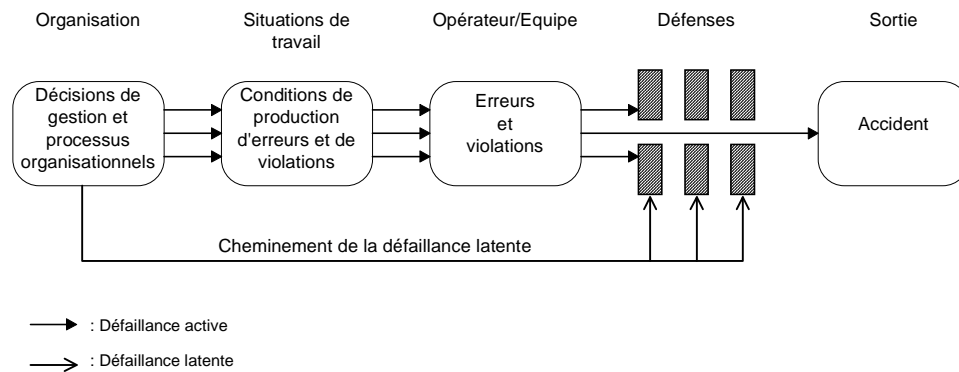 Organisation
Situations de
travail
Opérateur/Equipe
Défenses
Sortie
Décisions de
gestion et
processus
organisationnels
Conditions de
production
d'erreurs et de
violations
Erreurs
et
violations
Accident
Cheminement de la défaillance latente
: Défaillance active
: Défaillance latente